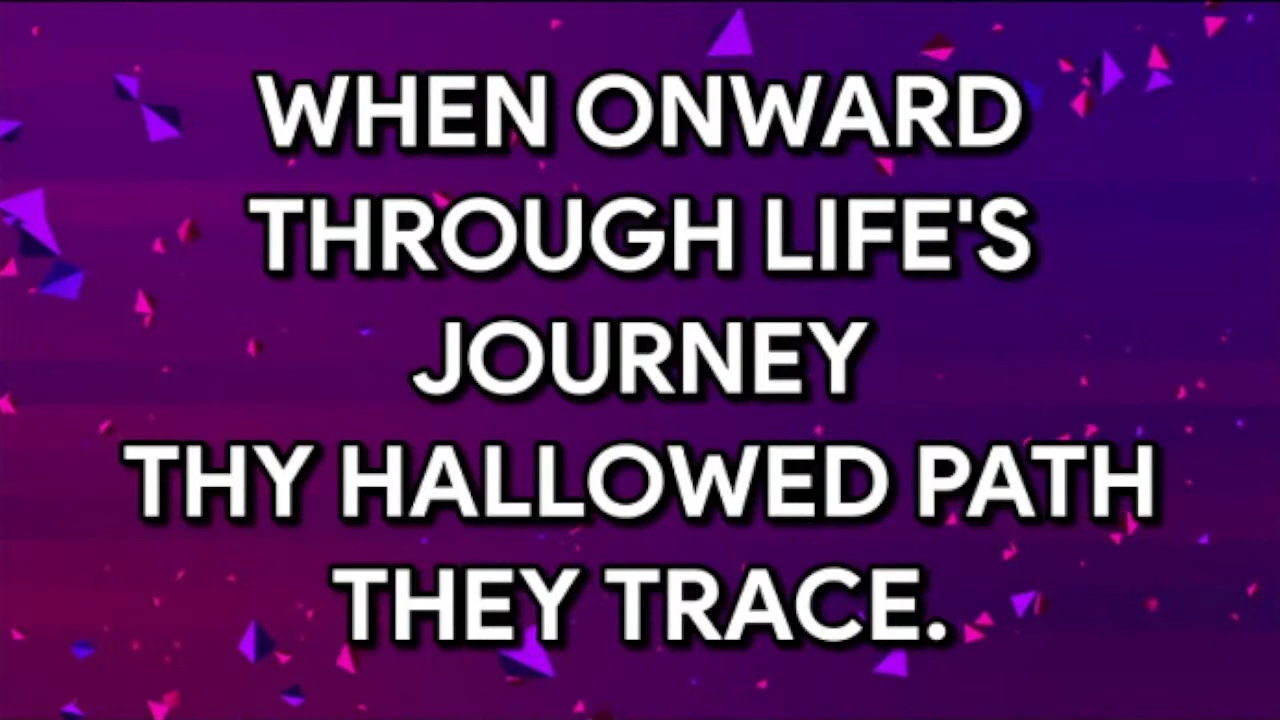 WHEN ONWARD
THROUGH LIFE'S
JOURNEY
THY HALLOWED PATH
THEY TRACE.